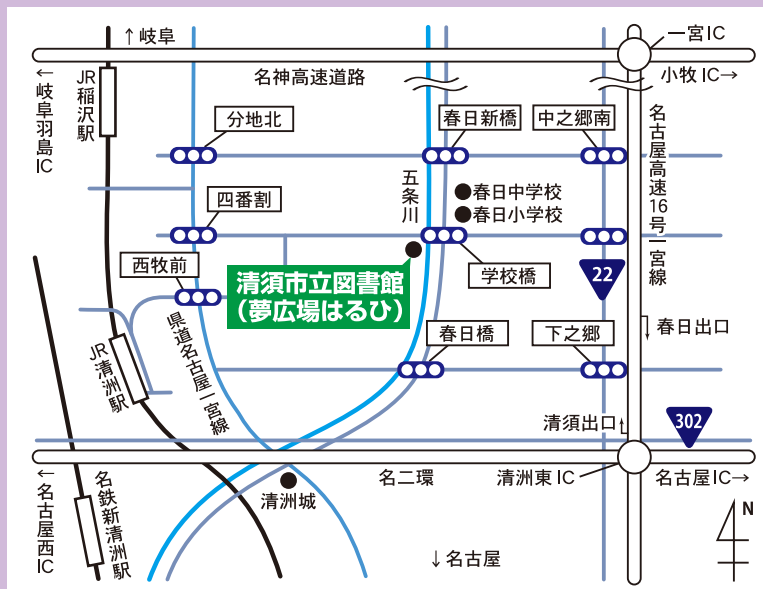 ↑岐阜
一宮IC
名神高速道路
小牧IC→
←岐阜羽島IC
JR稲沢駅
分地北
春日新橋
中之郷南
名古屋高速16号一宮線
五条川
春日中学校
春日小学校
四番割
学校橋
西牧前
清須市立図書館
(夢広場はるひ)
22
春日橋
下之郷
春日出口
県道名古屋一宮線
JR清洲駅
清須出口
302
名二環
清洲東IC
名古屋IC→
←名古屋西IC
名鉄新清洲駅
清洲城
↓名古屋
N